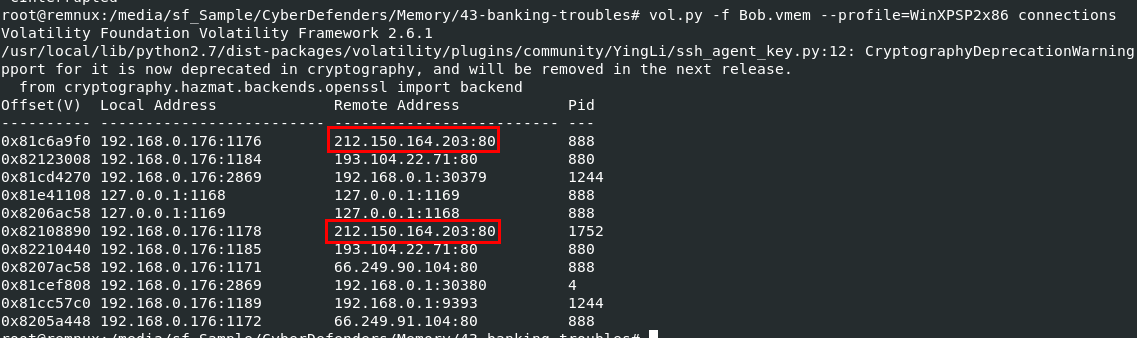 root@remnux:/media/sf_Sample/CyberDefenders/Memory/43-banking-troubles# vol.py -f Bob.vmem --profile=WinXPSP2x86 connections
Volatility Foundation Volatility Framework 2.6.1
/usr/local/lib/python2.7/dist-packages/volatility/plugins/community/YingLi/ssh_agent_key.py:12: CryptographyDeprecationWarning
pport for it is now deprecated in cryptography, and will be removed in the next release.
  from cryptography.hazmat.backends.openssl import backend
Offset(V)  Local Address             Remote Address            Pid
---------- ------------------------- ------------------------- ---
0x81c6a9f0 192.168.0.176:1176        212.150.164.203:80        888
0x82123008 192.168.0.176:1184        193.104.22.71:80          880
0x81cd4270 192.168.0.176:2869        192.168.0.1:30379         1244
0x81e41108 127.0.0.1:1168            127.0.0.1:1169            888
0x8206ac58 127.0.0.1:1169            127.0.0.1:1168            888
0x82108890 192.168.0.176:1178        212.150.164.203:80        1752
0x82210440 192.168.0.176:1185        193.104.22.71:80          880
0x8207ac58 192.168.0.176:1171        66.249.90.104:80          888
0x81cef808 192.168.0.176:2869        192.168.0.1:30380         4
0x81cc57c0 192.168.0.176:1189        192.168.0.1:9393          1244
0x8205a448 192.168.0.176:1172        66.249.91.104:80          888
root@remnux:/media/sf_Sample/CyberDefenders/Memory/43-banking-troubles#